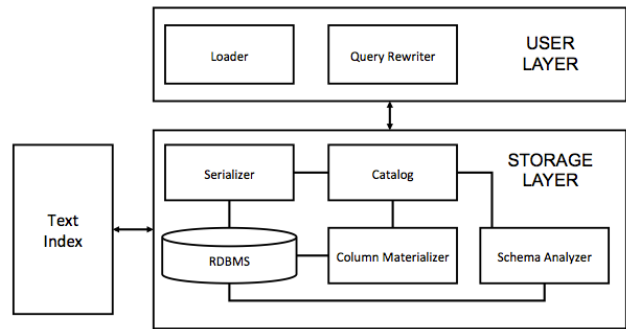 Loader
Query Rewriter
USER
LAYER
Serializer
Catalog
STORAGE
LAYER
Text
Index
RDBMS
Column Materializer
Schema Analyzer